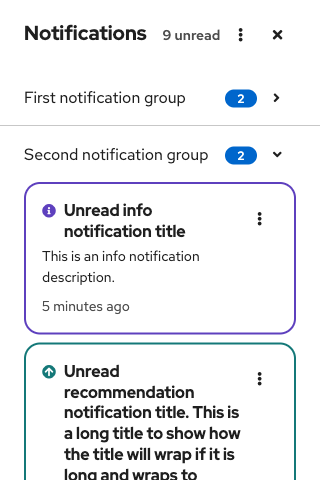 Notifications 9 unread
First notification group 2
Second notification group 2
Unread info
notification title
This is an info notification
description.
5 minutes ago
Unread
recommendation
notification title. This is
a long title to show how
the title will wrap if it is
long and wraps to